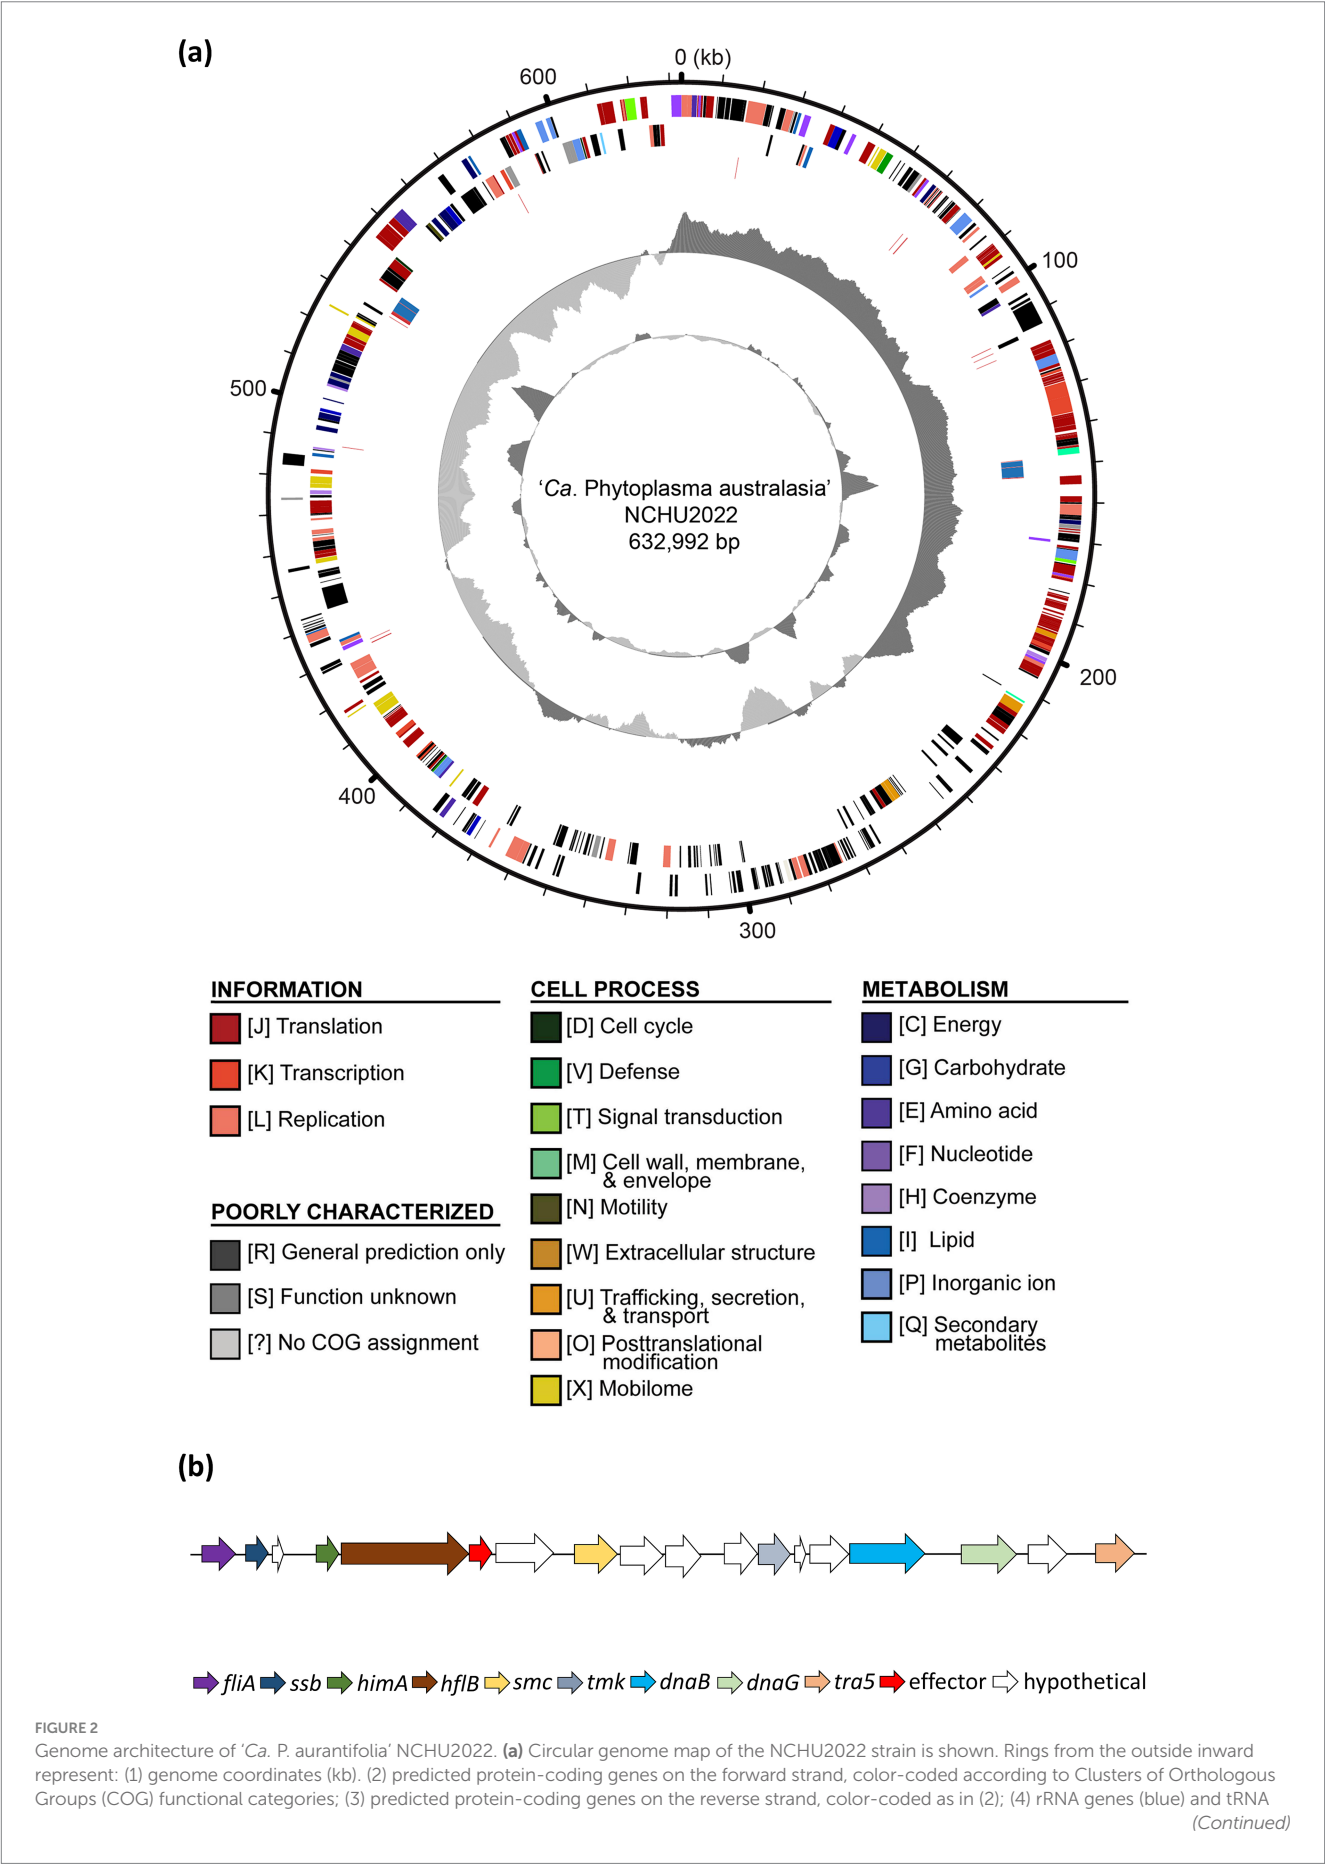 (a)
0 (kb)
600
100
500
200
400
300
‘Ca. Phytoplasma australasia’
NCHU2022
632,992 bp
INFORMATION
[J] Translation
[K] Transcription
[L] Replication
POORLY CHARACTERIZED
[R] General prediction only
[S] Function unknown
[?] No COG assignment
CELL PROCESS
[D] Cell cycle
[V] Defense
[T] Signal transduction
[M] Cell wall, membrane,
& envelope
[N] Motility
[W] Extracellular structure
[U] Trafficking, secretion,
& transport
[O] Posttranslational
modification
[X] Mobilome
METABOLISM
[C] Energy
[G] Carbohydrate
[E] Amino acid
[F] Nucleotide
[H] Coenzyme
[I] Lipid
[P] Inorganic ion
[Q] Secondary
metabolites
(b)
fliA ssb himA hflB smc tmk dnaB dnaG tra5 effector hypothetical
FIGURE 2
Genome architecture of ‘Ca. P. aurantifolia’ NCHU2022. (a) Circular genome map of the NCHU2022 strain is shown. Rings from the outside inward
represent: (1) genome coordinates (kb). (2) predicted protein-coding genes on the forward strand, color-coded according to Clusters of Orthologous
Groups (COG) functional categories; (3) predicted protein-coding genes on the reverse strand, color-coded as in (2); (4) rRNA genes (blue) and tRNA
(Continued)